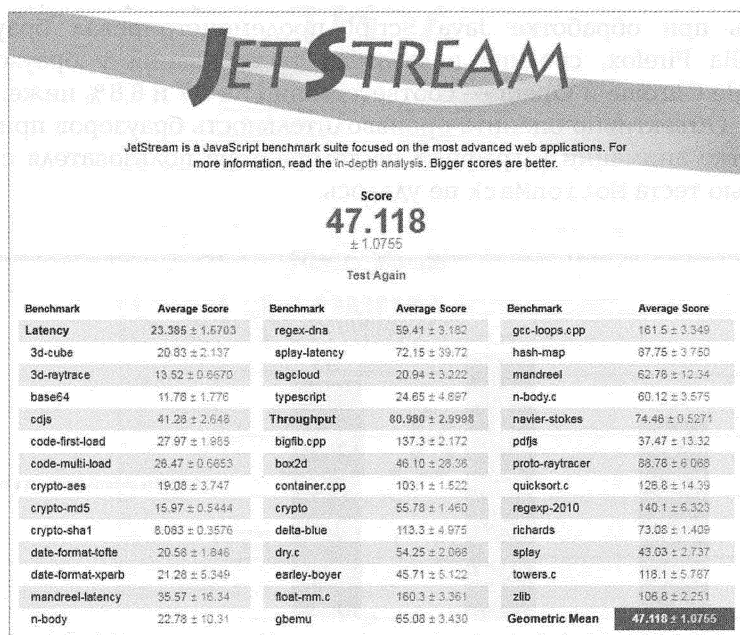 JETSTREAM
JetStream is a JavaScript benchmark suite focused on the most advanced web applications. For
more information, read the in-depth analysis. Bigger scores are better.
Score
47.118
± 1.0755
Test Again
Benchmark Average Score Benchmark Average Score Benchmark Average Score
Latency 23.385 ± 1.5703 regex-dna 59.41 ± 3.182 gcc-loops.cpp 161.5 ± 3.349
3d-cube 20.83 ± 2.137 splay-latency 72.15 ± 39.72 hash-map 87.75 ± 3.750
3d-raytrace 13.52 ± 0.6670 tagcloud 20.94 ± 3.222 mandreel 62.78 ± 12.34
base64 11.78 ± 1.776 typescript 24.65 ± 4.897 n-body.c 60.12 ± 3.575
cdjs 41.28 ± 2.648 Throughput 80.980 ± 2.9998 navier-stokes 74.46 ± 0.5271
code-first-load 27.97 ± 1.985 bigfib.cpp 137.3 ± 2.172 pdfjs 37.47 ± 13.32
code-multi-load 26.47 ± 0.6853 box2d 46.10 ± 28.36 proto-raytracer 88.78 ± 6.068
crypto-aes 19.08 ± 3.747 container.cpp 103.1 ± 1.522 quicksort.c 126.8 ± 14.39
crypto-md5 15.97 ± 0.5444 crypto 55.78 ± 1.460 regexp-2010 140.1 ± 6.323
crypto-sha1 8.083 ± 0.3576 delta-blue 113.3 ± 4.975 richards 73.08 ± 1.409
date-format-tofte 20.58 ± 1.846 dry.c 54.25 ± 2.066 splay 43.03 ± 2.737
date-format-xparb 21.28 ± 5.349 earley-boyer 45.71 ± 5.122 towers.c 118.1 ± 5.767
mandreel-latency 35.57 ± 16.34 float-mm.c 160.3 ± 3.361 zlib 106.8 ± 2.251
n-body 22.78 ± 10.31 gbemu 65.08 ± 3.430 Geometric Mean 47.118 ± 1.0755